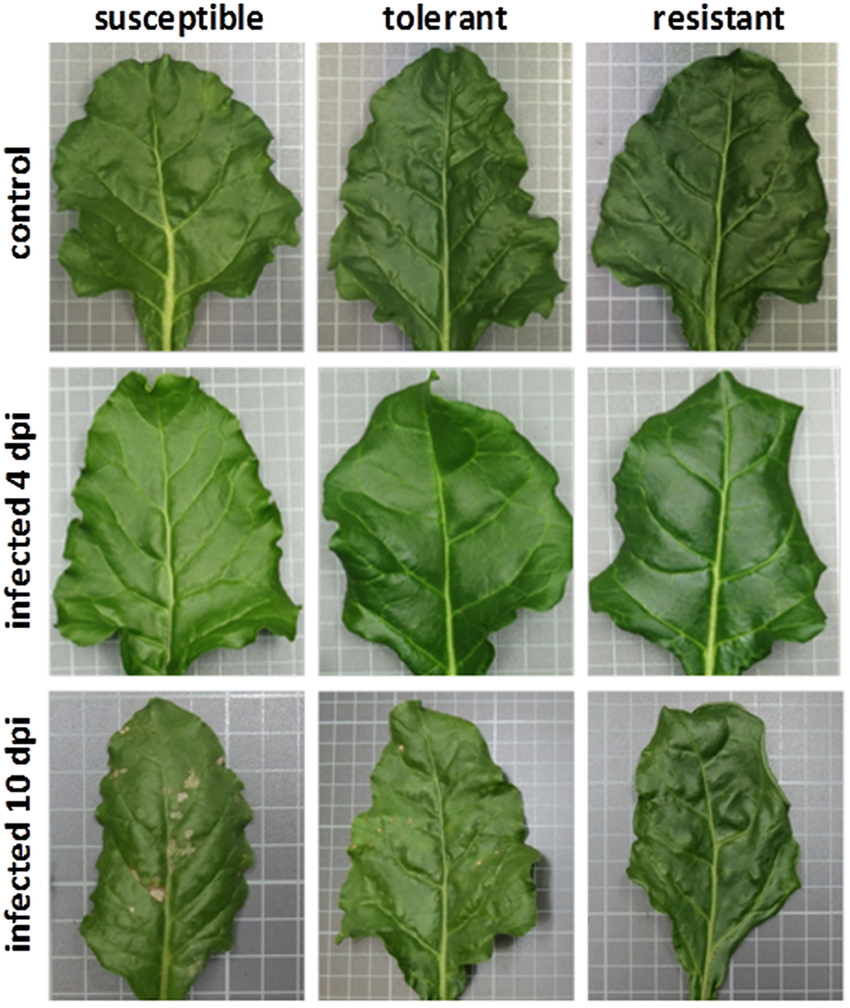 susceptible tolerant resistant
control
infected 4 dpi
infected 10 dpi